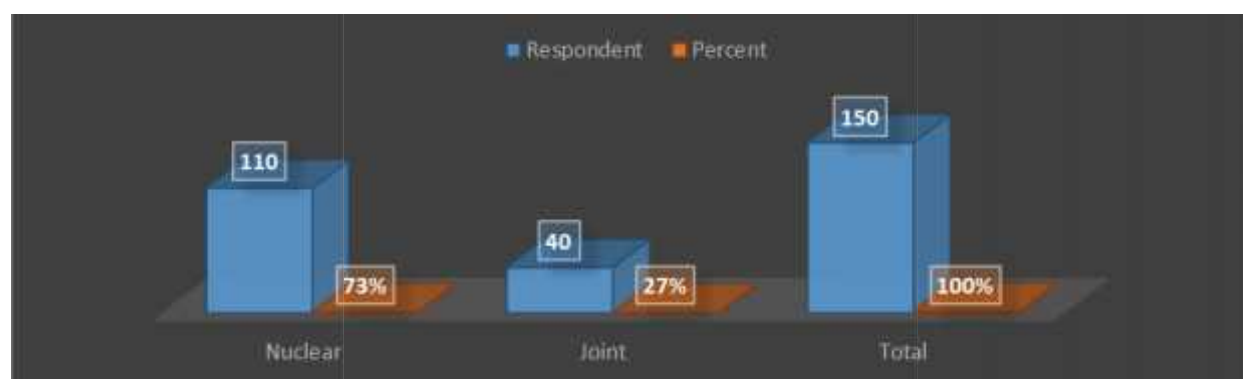 Respondent Percent
150
110
40
73% 27% 100%
Nuclear Joint Total